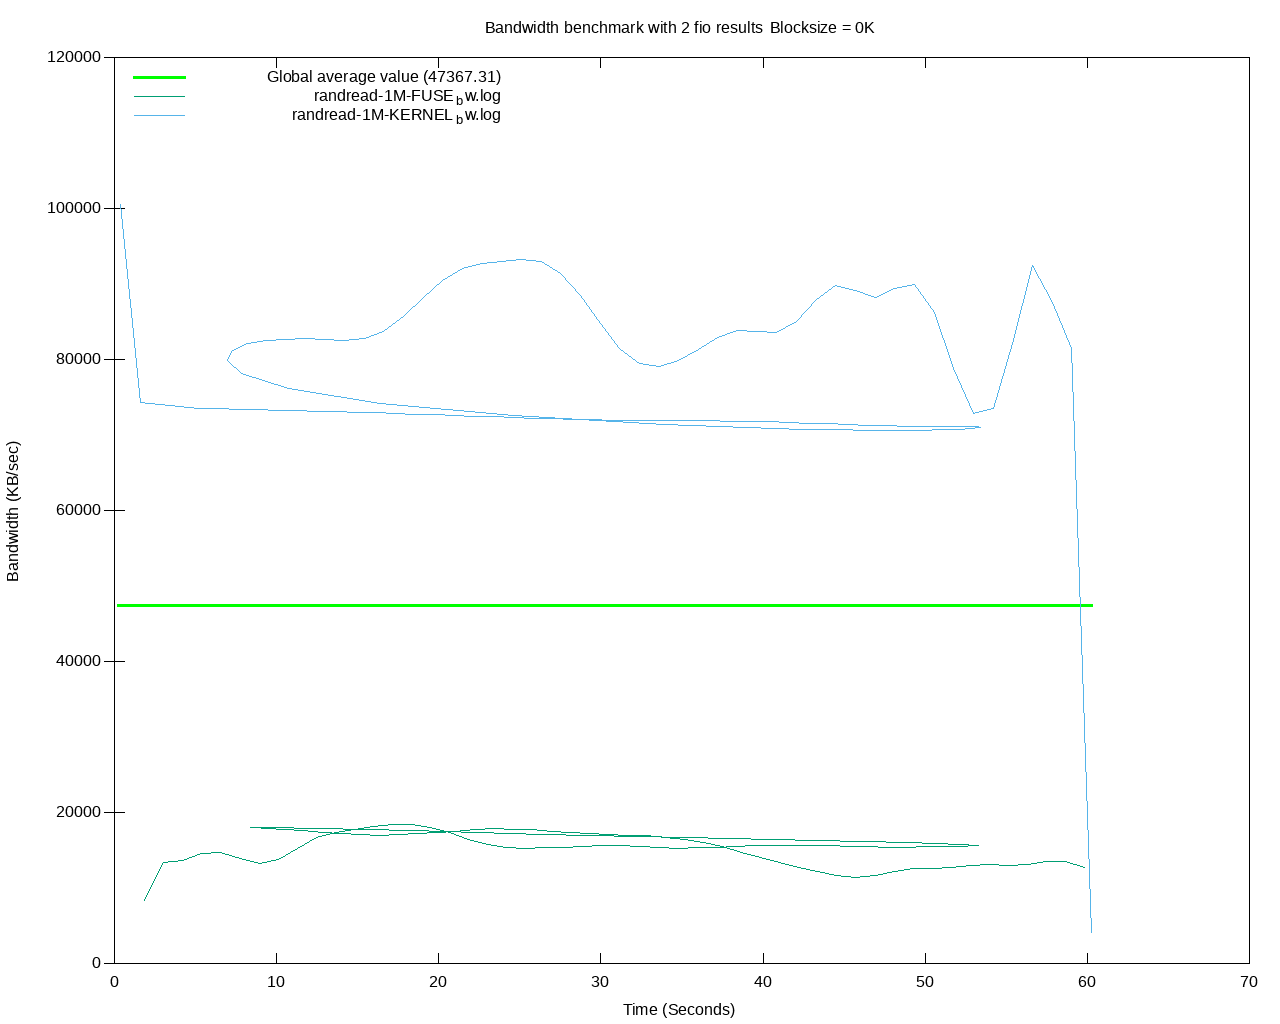 Bandwidth benchmark with 2 fio results Blocksize = 0K
120000
100000
80000
60000
40000
20000
0
Bandwidth (KB/sec)
Global average value (47367.31)
randread-1M-FUSE_bw.log
randread-1M-KERNEL_bw.log
0 10 20 30 40 50 60 70
Time (Seconds)